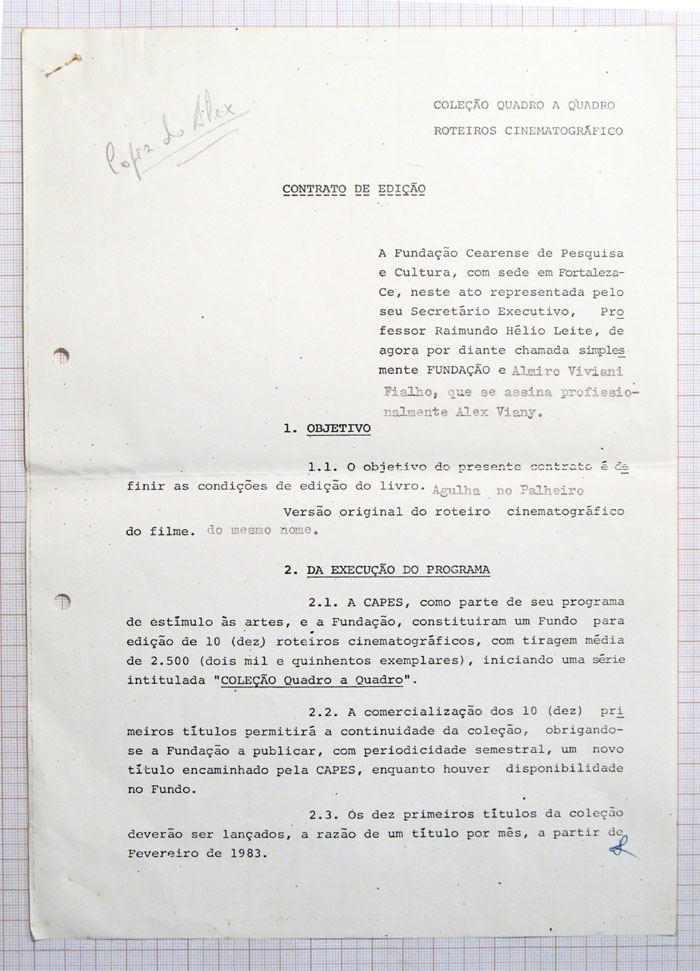 COLEÇÃO QUADRO A QUADRO
ROTEIROS CINEMATOGRÁFICO
Copia do Alex
CONTRATO DE EDIÇÃO
A Fundação Cearense de Pesquisa
e Cultura, com sede em Fortaleza-
Ce, neste ato representada pelo
seu Secretário Executivo, Pro
fessor Raimundo Hélio Leite, de
agora por diante chamada simples
mente FUNDAÇÃO e Almiro Viviani
Fialho, que se assina profissio-
nalmente Alex Viany.
1. OBJETIVO
1.1. O objetivo do presente contrato é de
finir as condições de edição do livro. Agulha no Palheiro
Versão original do roteiro cinematográfico
do filme. do mesmo nome.
2. DA EXECUÇÃO DO PROGRAMA
2.1. A CAPES, como parte de seu programa
de estímulo às artes, e a Fundação, constituiram um Fundo para
edição de 10 (dez) roteiros cinematográficos, com tiragem média
de 2.500 (dois mil e quinhentos exemplares), iniciando uma série
intitulada "COLEÇÃO Quadro a Quadro".
2.2. A comercialização dos 10 (dez) pri
meiros títulos permitirá a continuidade da coleção, obrigando-
se a Fundação a publicar, com periodicidade semestral, um novo
título encaminhado pela CAPES, enquanto houver disponibilidade
no Fundo.
2.3. Os dez primeiros títulos da coleção
deverão ser lançados, a razão de um título por mês, a partir de
Fevereiro de 1983.